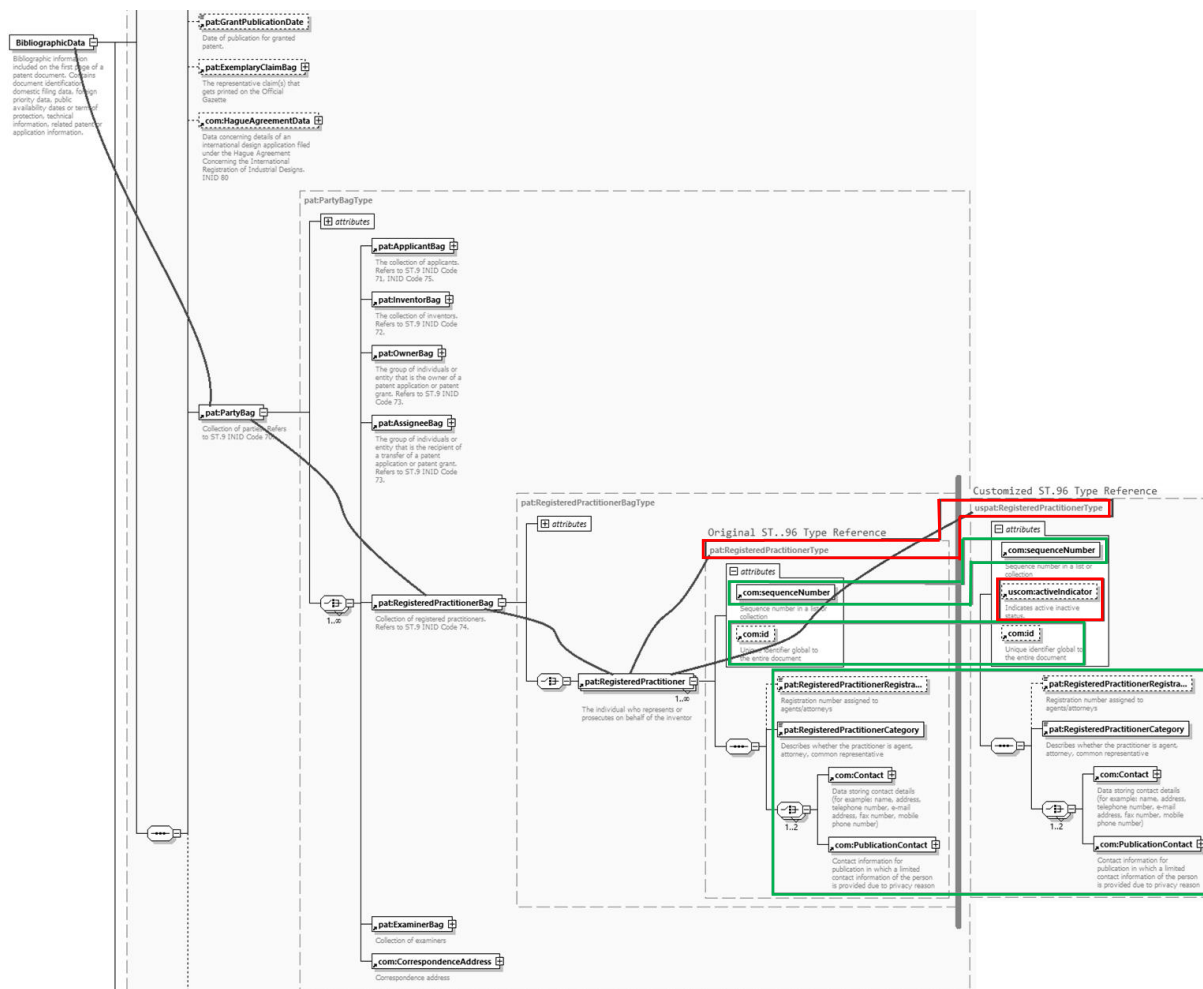 pat:GrantPublicationDate
Date of publication for granted
patent.
BibliographicData
Bibliographic information
included on the first page of a
patent document. Contains
document identification,
domestic filing data, foreign
priority data, public
availability dates or term of
protection, technical
information, related patent or
application information.
pat:ExemplaryClaimBag
The representative claim(s) that
gets printed on the Official
Gazette
com:HagueAgreementData
Data concerning details of an
international design application filed
under the Hague Agreement
Concerning the International
Registration of Industrial Designs.
INID 80
pat:PartyBagType
attributes
pat:ApplicantBag
The collection of applicants.
Refers to ST.9 INID Code
71, INID Code 75.
pat:InventorBag
The collection of inventors.
Refers to ST.9 INID Code
72.
pat:OwnerBag
The group of individuals or
entity that is the owner of a
patent application or patent
grant. Refers to ST.9 INID
Code 73.
pat:PartyBag
Collection of parties. Refers
to ST.9 INID Code 70.
pat:AssigneeBag
The group of individuals or
entity that is the recipient of
a transfer of a patent
application or patent grant.
Refers to ST.9 INID Code
73.
1..∞
pat:RegisteredPractitionerBag
Collection of registered practitioners.
Refers to ST.9 INID Code 74.
pat:RegisteredPractitionerBagType
attributes
pat:RegisteredPractitioner
1..∞
The individual who represents or
prosecutes on behalf of the inventor
Original ST..96 Type Reference
pat:RegisteredPractitionerType
attributes
com:sequenceNumber
Sequence number in a list or
collection
com:id
Unique identifier global to
the entire document
pat:RegisteredPractitionerRegistra...
Registration number assigned to
agents/attorneys
pat:RegisteredPractitionerCategory
Describes whether the practitioner is agent,
attorney, common representative
com:Contact
Data storing contact details
(for example: name, address,
telephone number, e-mail
address, fax number, mobile
phone number)
1..2
com:PublicationContact
Contact information for
publication in which a limited
contact information of the person
is provided due to privacy reason
Customized ST.96 Type Reference
uspat:RegisteredPractitionerType
attributes
com:sequenceNumber
Sequence number in a list or
collection
uscom:activeIndicator
Indicates active inactive
status.
com:id
Unique identifier global to
the entire document
pat:RegisteredPractitionerRegistra...
Registration number assigned to
agents/attorneys
pat:RegisteredPractitionerCategory
Describes whether the practitioner is agent,
attorney, common representative
com:Contact
Data storing contact details
(for example: name, address,
telephone number, e-mail
address, fax number, mobile
phone number)
1..2
com:PublicationContact
Contact information for
publication in which a limited
contact information of the person
is provided due to privacy reason
pat:ExaminerBag
Collection of examiners
com:CorrespondenceAddress
Correspondence address